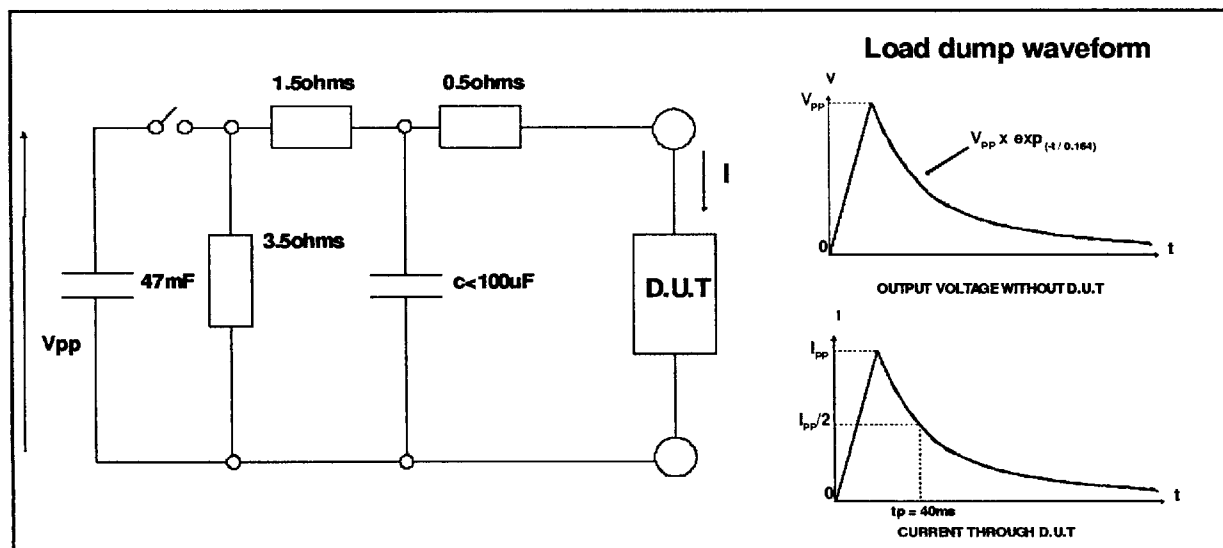 Load dump waveform
1.5ohms
0.5ohms
3.5ohms
47mF
c<100uF
D.U.T
I
Vpp
V
VPP
VPP x exp(-t / 0.164)
0
t
OUTPUT VOLTAGE WITHOUT D.U.T
I
IPP
IPP/2
0
t
tp = 40ms
CURRENT THROUGH D.U.T